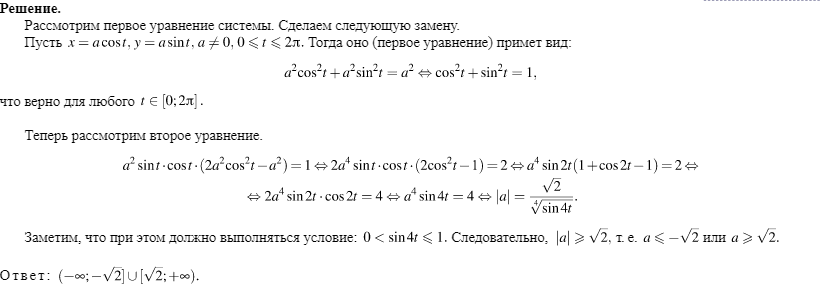 Решение.
Рассмотрим первое уравнение системы. Сделаем следующую замену.
Пусть x = a cos t, y = a sin t, a ≠ 0, 0 ⩽ t ⩽ 2π. Тогда оно (первое уравнение) примет вид:
a²cos²t + a²sin²t = a² ⇔ cos²t + sin²t = 1,
что верно для любого t ∈ [0; 2π].
Теперь рассмотрим второе уравнение.
a² sin t · cos t · (2a²cos²t − a²) = 1 ⇔ 2a⁴ sin t · cos t · (2cos²t − 1) = 2 ⇔ a⁴ sin 2t (1 + cos 2t − 1) = 2 ⇔
⇔ 2a⁴ sin 2t · cos 2t = 4 ⇔ a⁴ sin 4t = 4 ⇔ |a| = √2 / ∜(sin 4t).
Заметим, что при этом должно выполняться условие: 0 < sin 4t ⩽ 1. Следовательно, |a| ⩾ √2, т. е. a ⩽ −√2 или a ⩾ √2.
Ответ: (−∞; −√2] ∪ [√2; +∞).